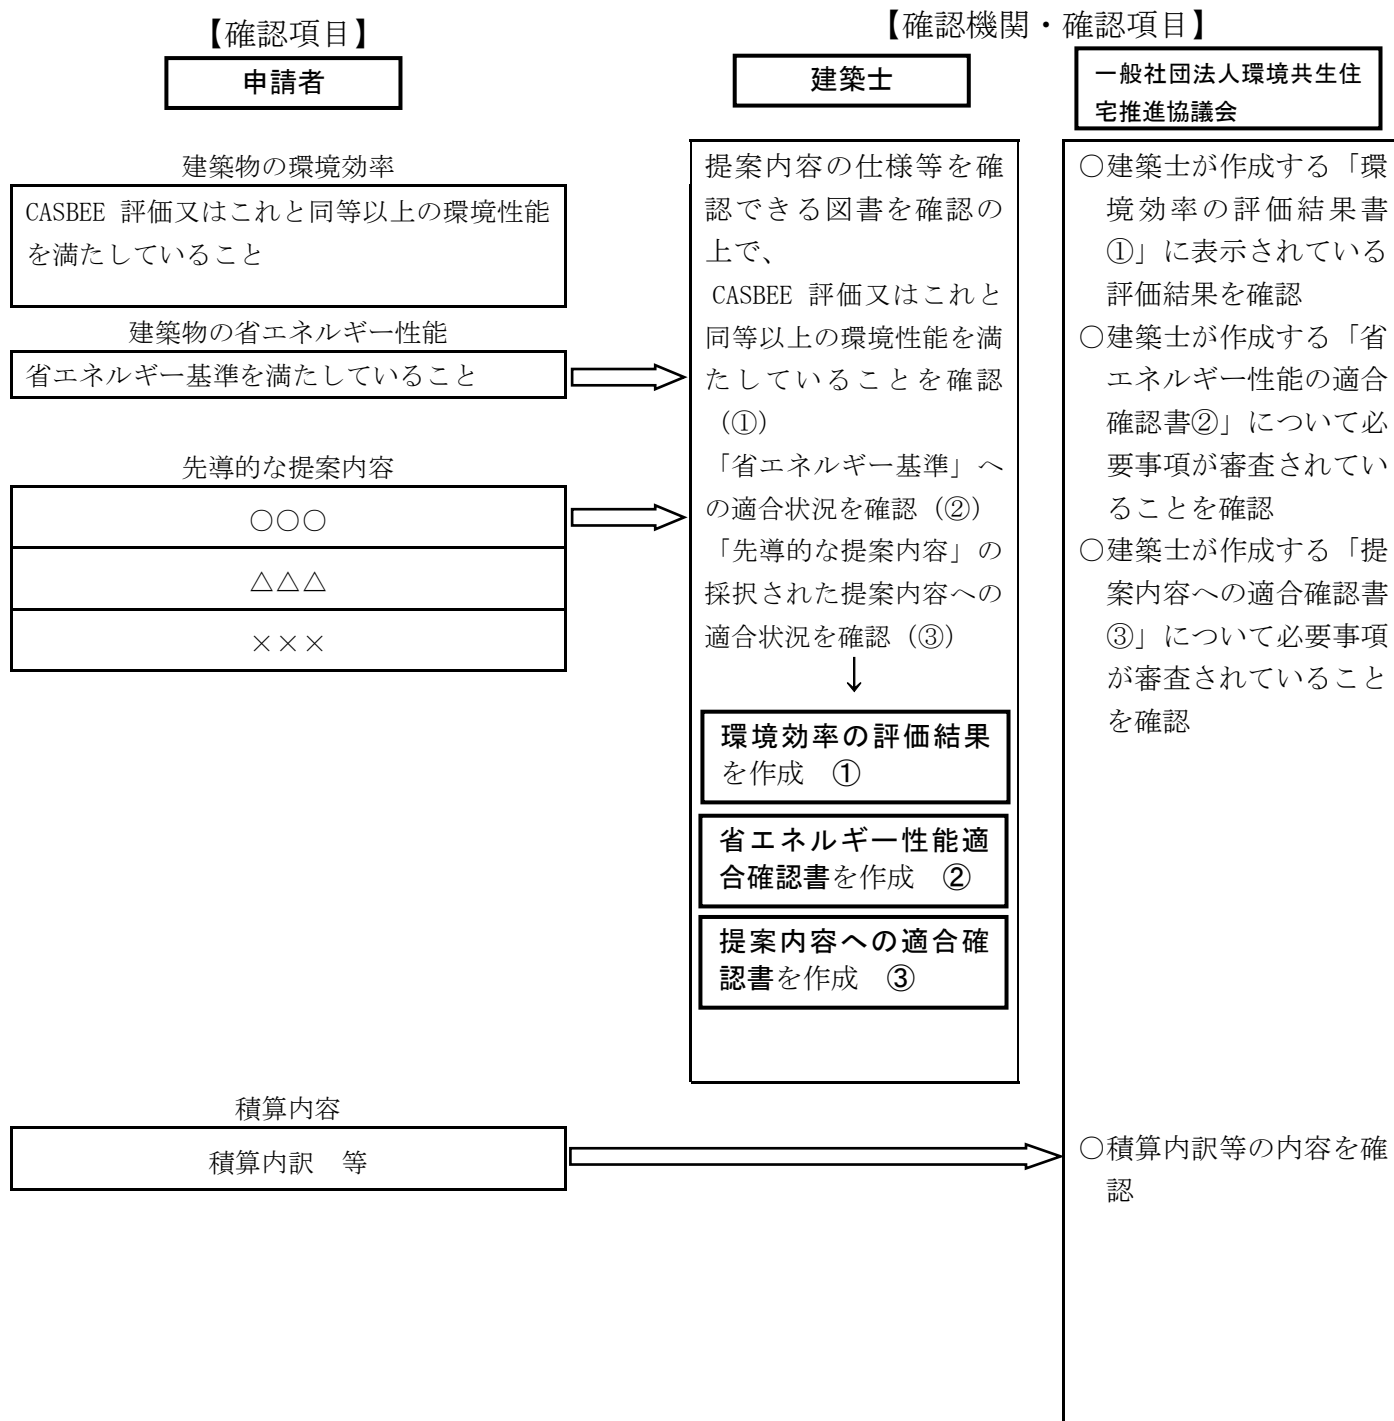 【確認項目】
申請者
建築物の環境効率
CASBEE 評価又はこれと同等以上の環境性能
を満たしていること
建築物の省エネルギー性能
省エネルギー基準を満たしていること
先導的な提案内容
○○○
△△△
×××
積算内容
積算内訳　等
【確認機関・確認項目】
建築士
提案内容の仕様等を確
認できる図書を確認の
上で、
CASBEE 評価又はこれと
同等以上の環境性能を満
たしていることを確認
（①）
「省エネルギー基準」へ
の適合状況を確認（②）
「先導的な提案内容」の
採択された提案内容への
適合状況を確認（③）
↓
環境効率の評価結果
を作成　①
省エネルギー性能適
合確認書を作成　②
提案内容への適合確
認書を作成　③
一般社団法人環境共生住
宅推進協議会
○建築士が作成する「環
境効率の評価結果書
①」に表示されている
評価結果を確認
○建築士が作成する「省
エネルギー性能の適合
確認書②」について必
要事項が審査されてい
ることを確認
○建築士が作成する「提
案内容への適合確認書
③」について必要事項
が審査されていること
を確認
○積算内訳等の内容を確
認